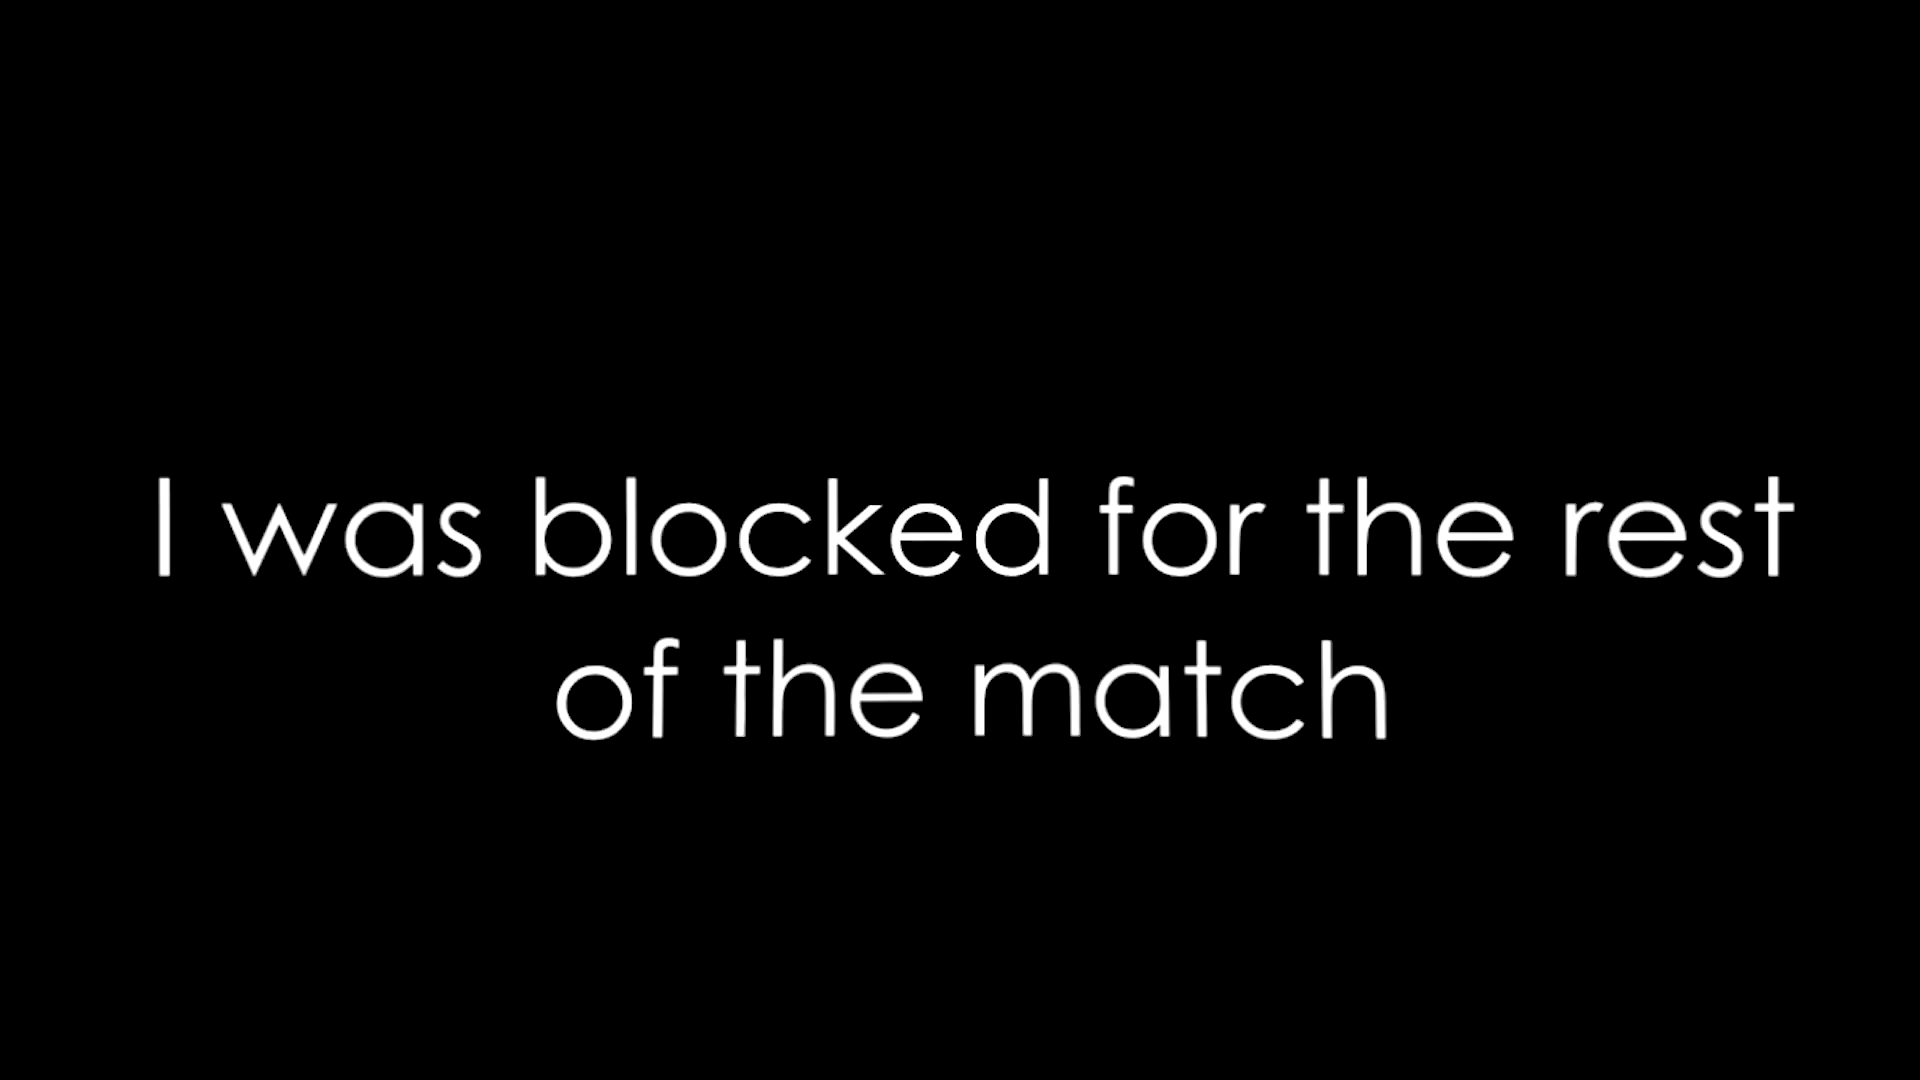 I was blocked for the rest
of the match